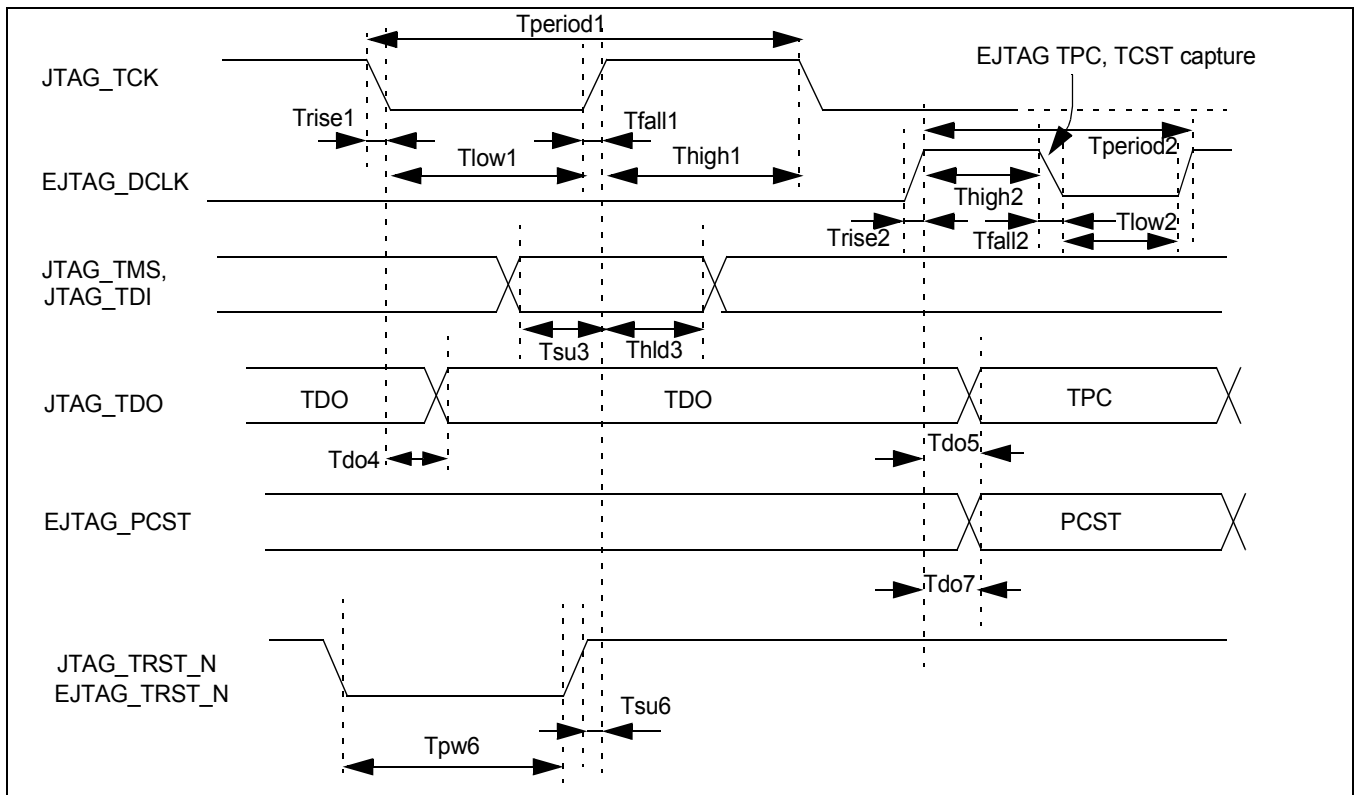 Tperiod1
EJTAG TPC, TCST capture
JTAG_TCK
Trise1
Tfall1
Tperiod2
Tlow1
Thigh1
EJTAG_DCLK
Thigh2
Trise2
Tfall2
Tlow2
JTAG_TMS,
JTAG_TDI
Tsu3
Thld3
JTAG_TDO
TDO
TDO
TPC
Tdo4
Tdo5
EJTAG_PCST
PCST
Tdo7
JTAG_TRST_N
EJTAG_TRST_N
Tsu6
Tpw6